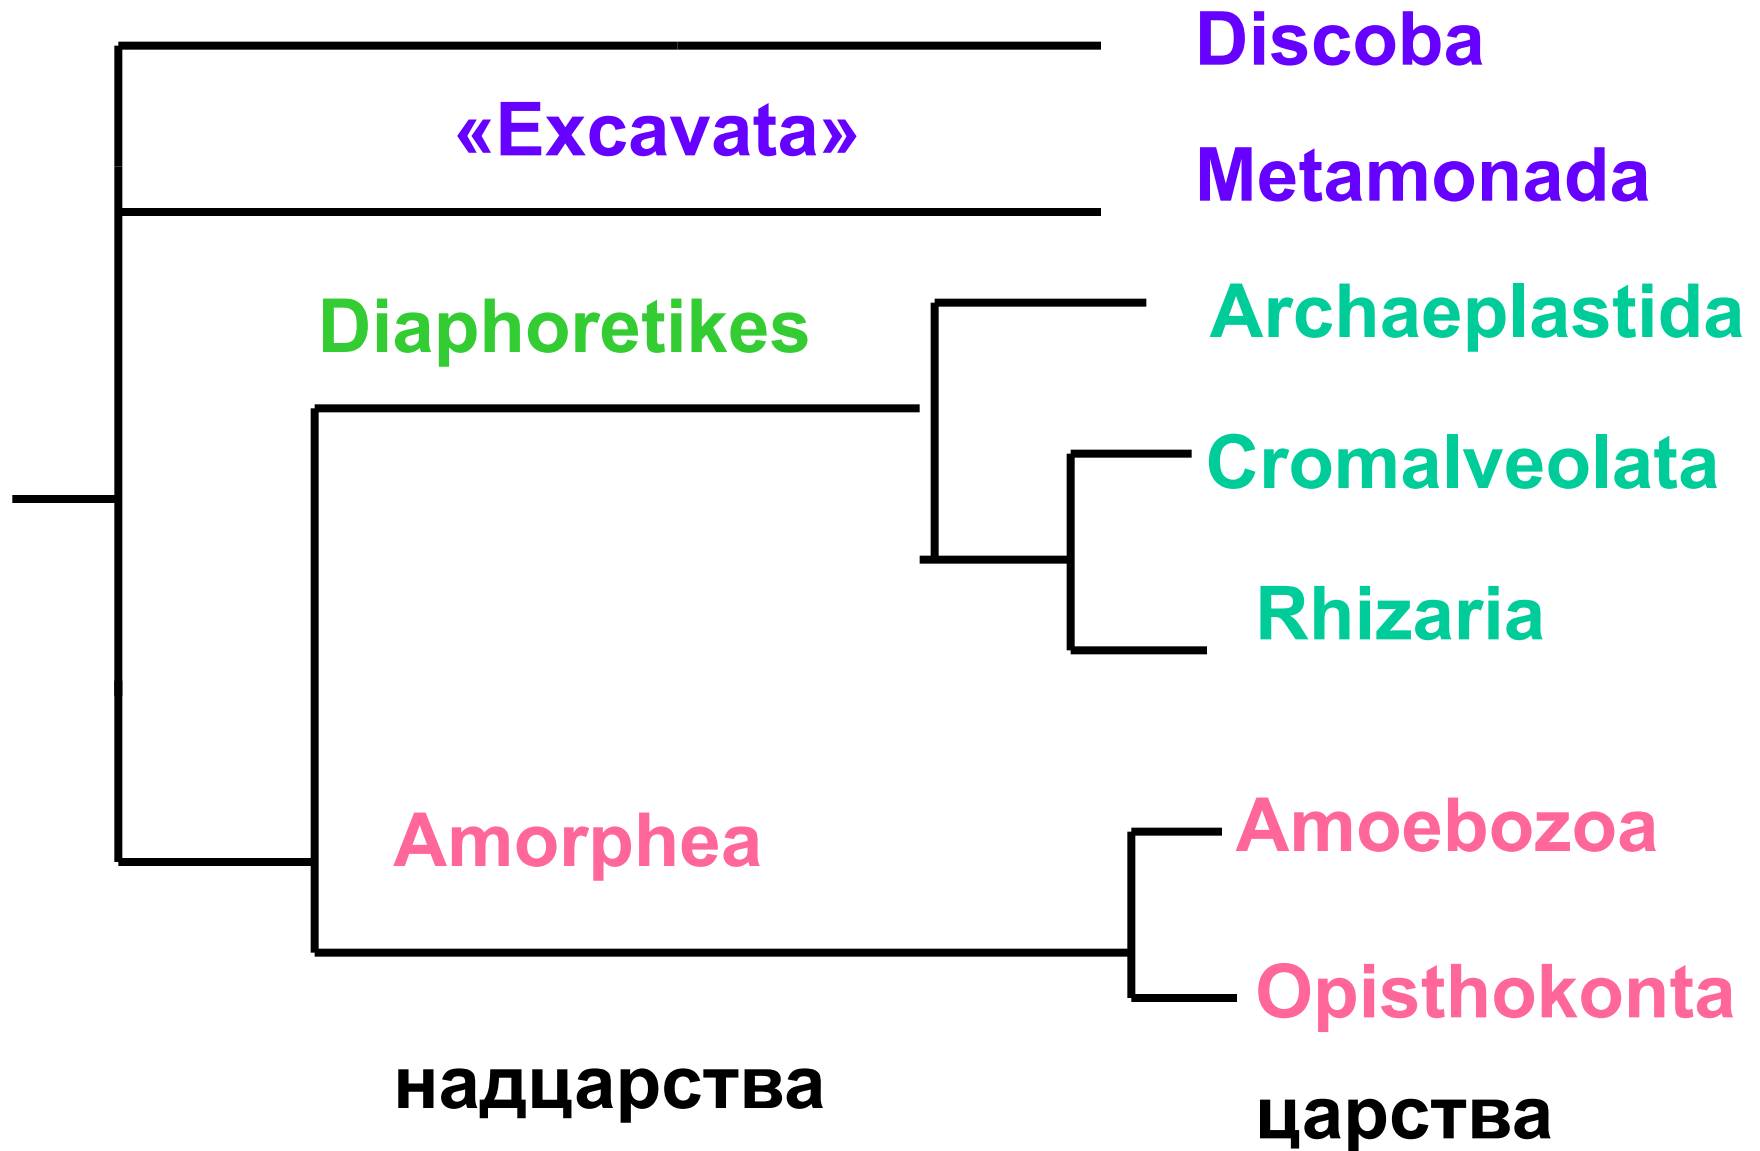 Discoba
«Excavata»
Metamonada
Diaphoretikes
Archaeplastida
Cromalveolata
Rhizaria
Amorphea
Amoebozoa
Opisthokonta
надцарства
царства